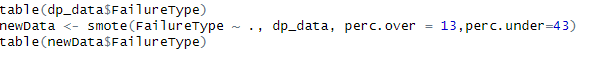 table(dp_data$FailureType)
newData <- smote(FailureType ~ ., dp_data, perc.over = 13,perc.under=43)
table(newData$FailureType)